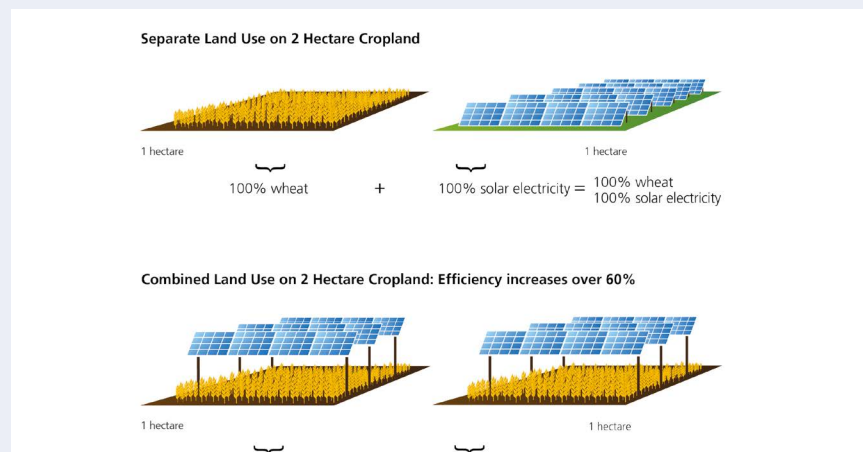 Separate Land Use on 2 Hectare Cropland
1 hectare
1 hectare
100% wheat + 100% solar electricity = 100% wheat
100% solar electricity
Combined Land Use on 2 Hectare Cropland: Efficiency increases over 60%
1 hectare
1 hectare